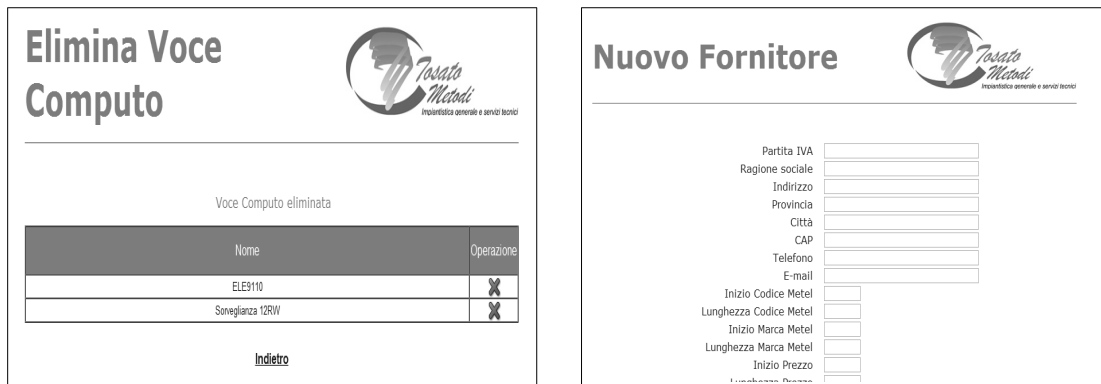 Elimina Voce
Computo
Tosato
Metodi
Impiantistica generale e servizi tecnici
Voce Computo eliminata
Nome Operazione
ELE9110
Sorveglianza 12RW
Indietro
Nuovo Fornitore
Tosato
Metodi
Impiantistica generale e servizi tecnici
Partita IVA
Ragione sociale
Indirizzo
Provincia
Città
CAP
Telefono
E-mail
Inizio Codice Metel
Lunghezza Codice Metel
Inizio Marca Metel
Lunghezza Marca Metel
Inizio Prezzo
Lunghezza Prezzo